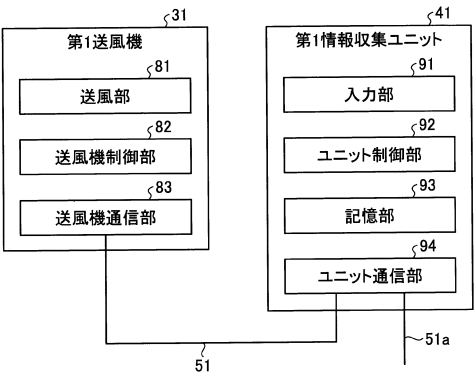 31
第1送風機
81
送風部
82
送風機制御部
83
送風機通信部
41
第1情報収集ユニット
91
入力部
92
ユニット制御部
93
記憶部
94
ユニット通信部
51
51a